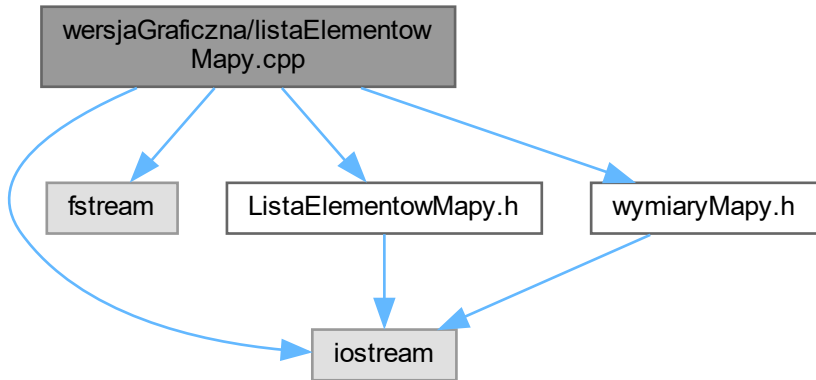 wersjaGraficzna/listaElementow
Mapy.cpp
fstream
ListaElementowMapy.h
wymiaryMapy.h
iostream